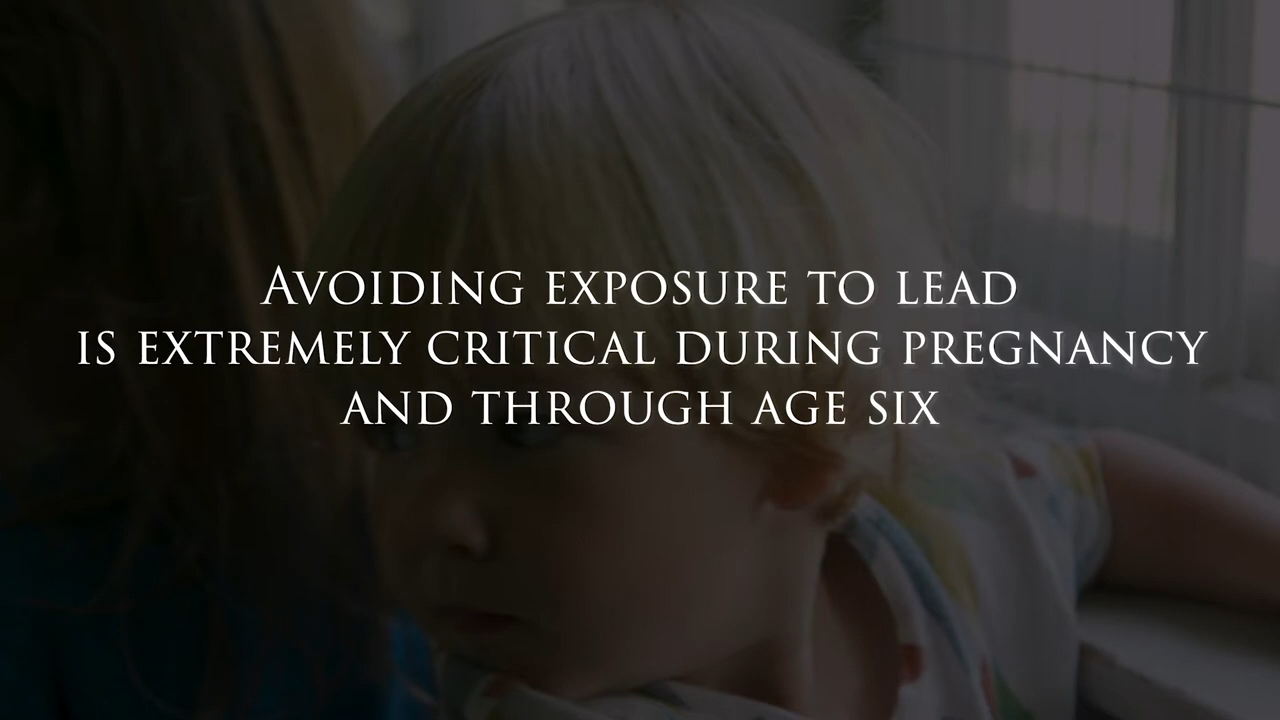 Avoiding exposure to lead
is extremely critical during pregnancy
and through age six